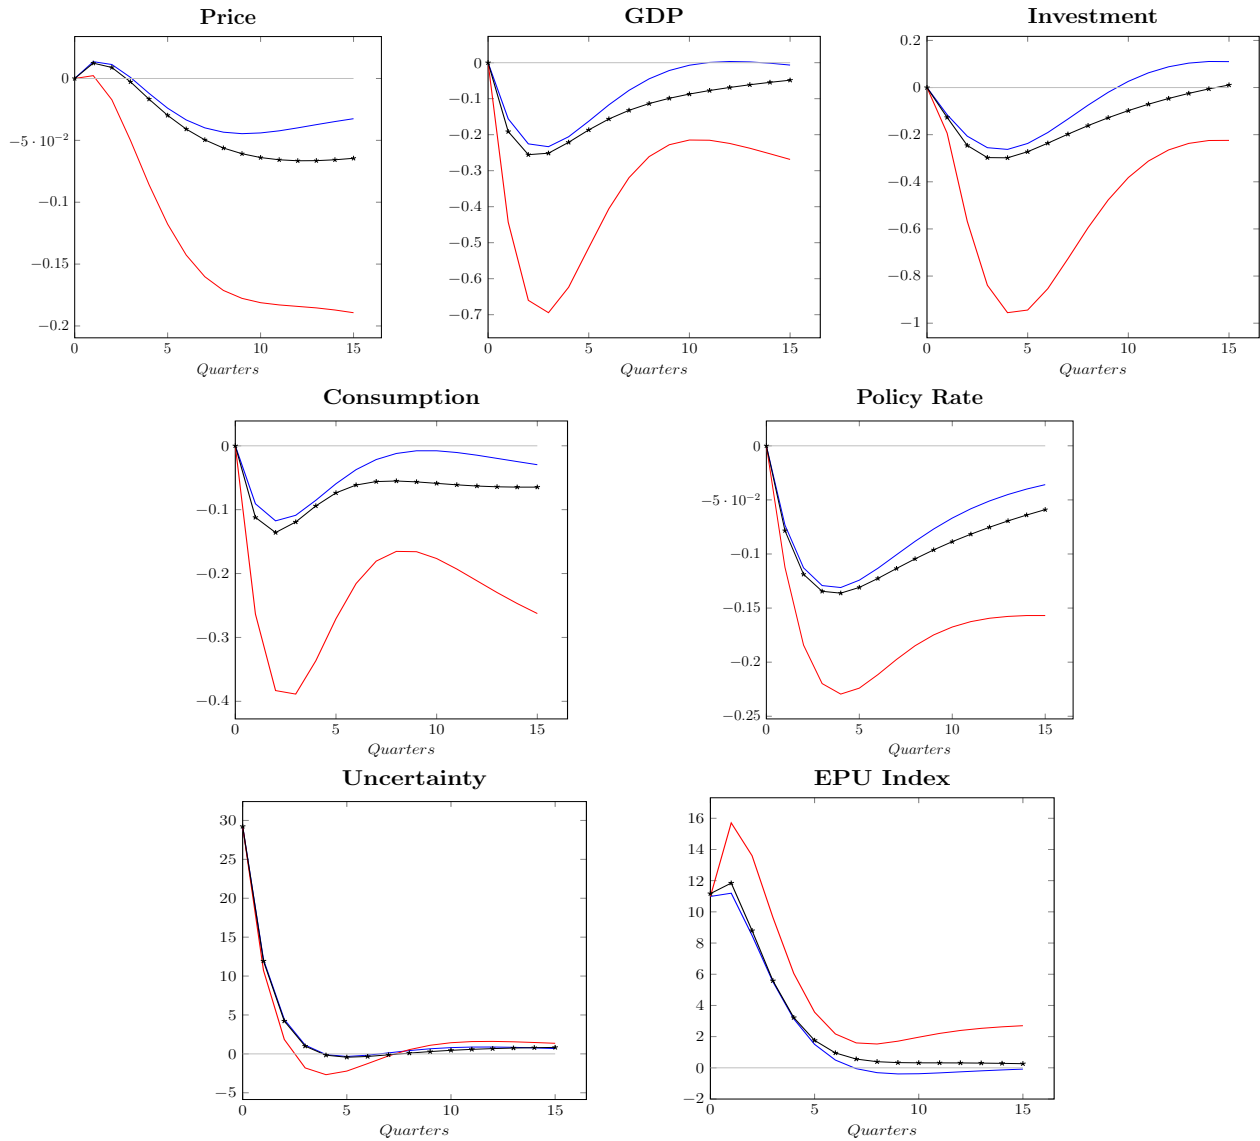 Price
GDP
Investment
0
−5 · 10⁻²
−0.1
−0.15
−0.2
0 5 10 15
Quarters
0
−0.1
−0.2
−0.3
−0.4
−0.5
−0.6
−0.7
0 5 10 15
Quarters
0.2
0
−0.2
−0.4
−0.6
−0.8
−1
0 5 10 15
Quarters
Consumption
Policy Rate
0
−0.1
−0.2
−0.3
−0.4
0 5 10 15
Quarters
0
−5 · 10⁻²
−0.1
−0.15
−0.2
−0.25
0 5 10 15
Quarters
Uncertainty
EPU Index
30
25
20
15
10
5
0
−5
0 5 10 15
Quarters
16
14
12
10
8
6
4
2
0
−2
0 5 10 15
Quarters